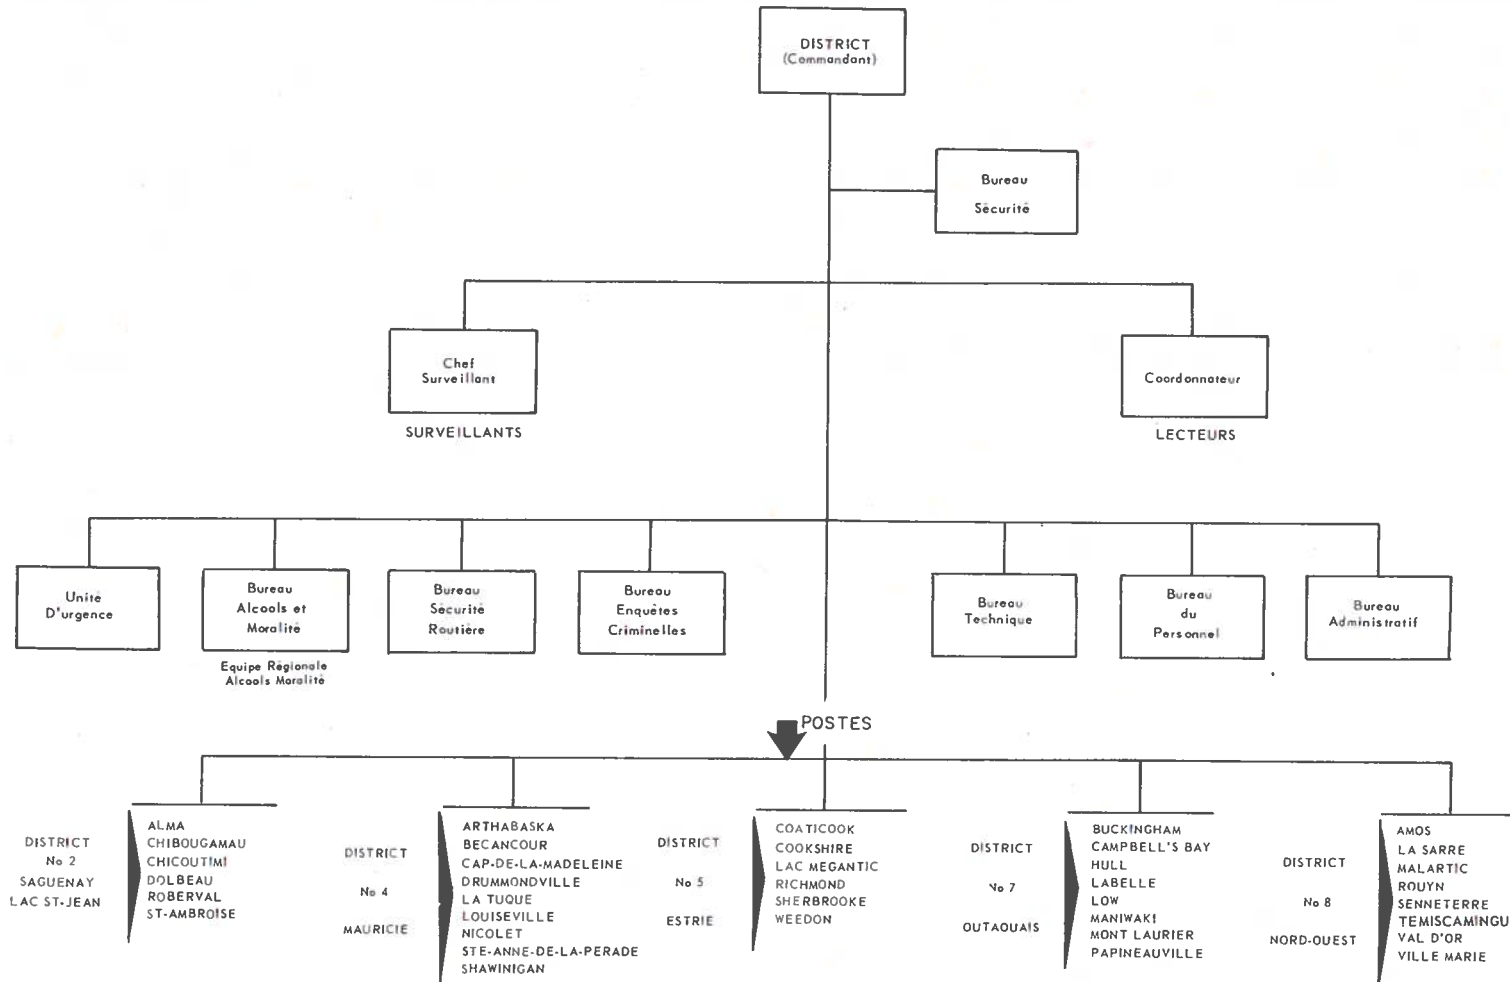 DISTRICT
(Commandant)
Bureau
Sécurité
Chef
Surveillant
SURVEILLANTS
Coordonnateur
LECTEURS
Unité
D'urgence
Bureau
Alcools et
Moralité
Equipe Régionale
Alcools Moralité
Bureau
Sécurité
Routière
Bureau
Enquêtes
Criminelles
Bureau
Technique
Bureau
du
Personnel
Bureau
Administratif
POSTES
DISTRICT
No 2
SAGUENAY
LAC ST-JEAN
ALMA
CHIBOUGAMAU
CHICOUTIMI
DOLBEAU
ROBERVAL
ST-AMBROISE
DISTRICT
No 4
MAURICIE
ARTHABASKA
BECANCOUR
CAP-DE-LA-MADELEINE
DRUMMONDVILLE
LA TUQUE
LOUISEVILLE
NICOLET
STE-ANNE-DE-LA-PERADE
SHAWINIGAN
DISTRICT
No 5
ESTRIE
COATICOOK
COOKSHIRE
LAC MEGANTIC
RICHMOND
SHERBROOKE
WEEDON
DISTRICT
No 7
OUTAOUAIS
BUCKINGHAM
CAMPBELL'S BAY
HULL
LABELLE
LOW
MANIWAKI
MONT LAURIER
PAPINEAUVILLE
DISTRICT
No 8
NORD-OUEST
AMOS
LA SARRE
MALARTIC
ROUYN
SENNETERRE
TEMISCAMINGU
VAL D'OR
VILLE MARIE